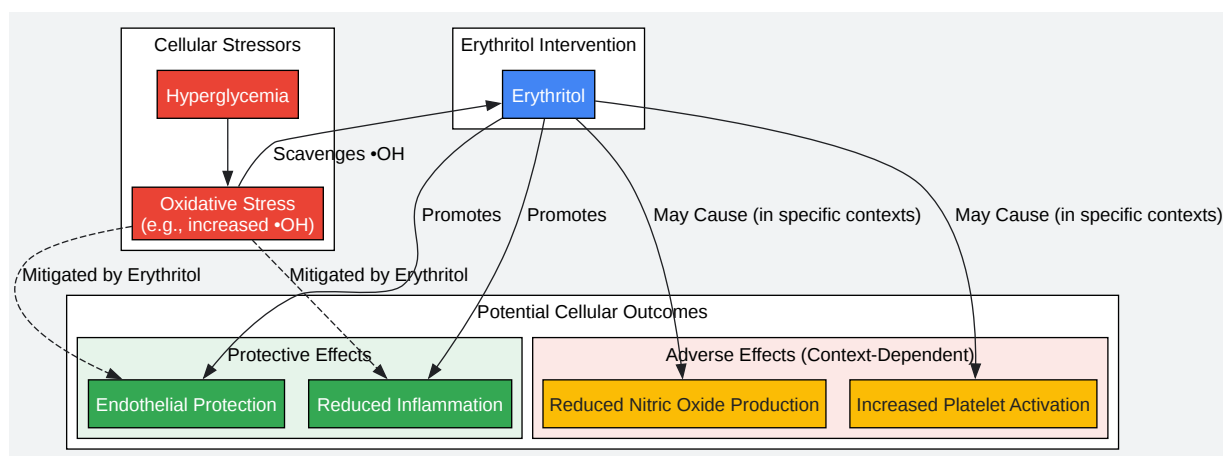 Cellular Stressors
Erythritol Intervention
Hyperglycemia
Erythritol
Scavenges •OH
Oxidative Stress
(e.g., increased •OH)
Promotes
Promotes
May Cause (in specific contexts)
May Cause (in specific contexts)
Mitigated by Erythritol
Mitigated by Erythritol
Potential Cellular Outcomes
Protective Effects
Adverse Effects (Context-Dependent)
Endothelial Protection
Reduced Inflammation
Reduced Nitric Oxide Production
Increased Platelet Activation